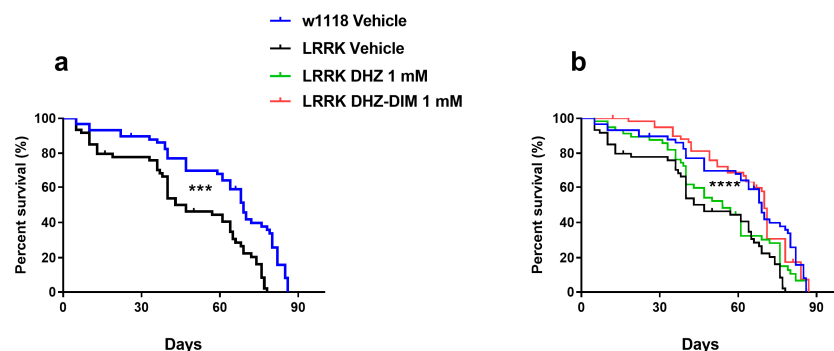 w1118 Vehicle
LRRK Vehicle
LRRK DHZ 1 mM
LRRK DHZ-DIM 1 mM
a
Percent survival (%)
100
80
60
40
20
0
***
0 30 60 90
Days
b
Percent survival (%)
100
80
60
40
20
0
****
0 30 60 90
Days